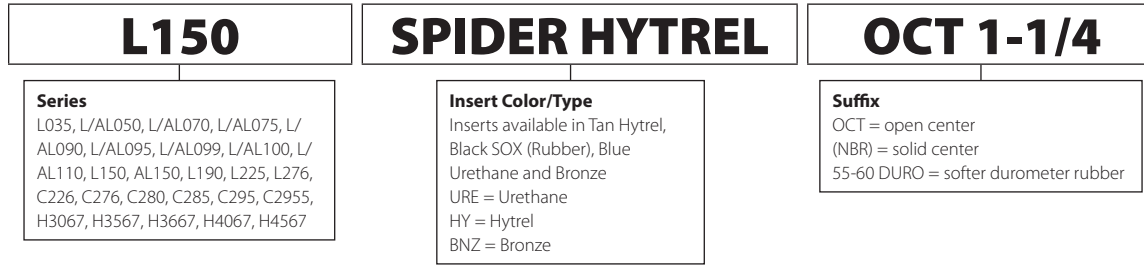 L150
SPIDER HYTREL
OCT 1-1/4
Series
L035, L/AL050, L/AL070, L/AL075, L/
AL090, L/AL095, L/AL099, L/AL100, L/
AL110, L150, AL150, L190, L225, L276,
C226, C276, C280, C285, C295, C2955,
H3067, H3567, H3667, H4067, H4567
Insert Color/Type
Inserts available in Tan Hytrel,
Black SOX (Rubber), Blue
Urethane and Bronze
URE = Urethane
HY = Hytrel
BNZ = Bronze
Suffix
OCT = open center
(NBR) = solid center
55-60 DURO = softer durometer rubber